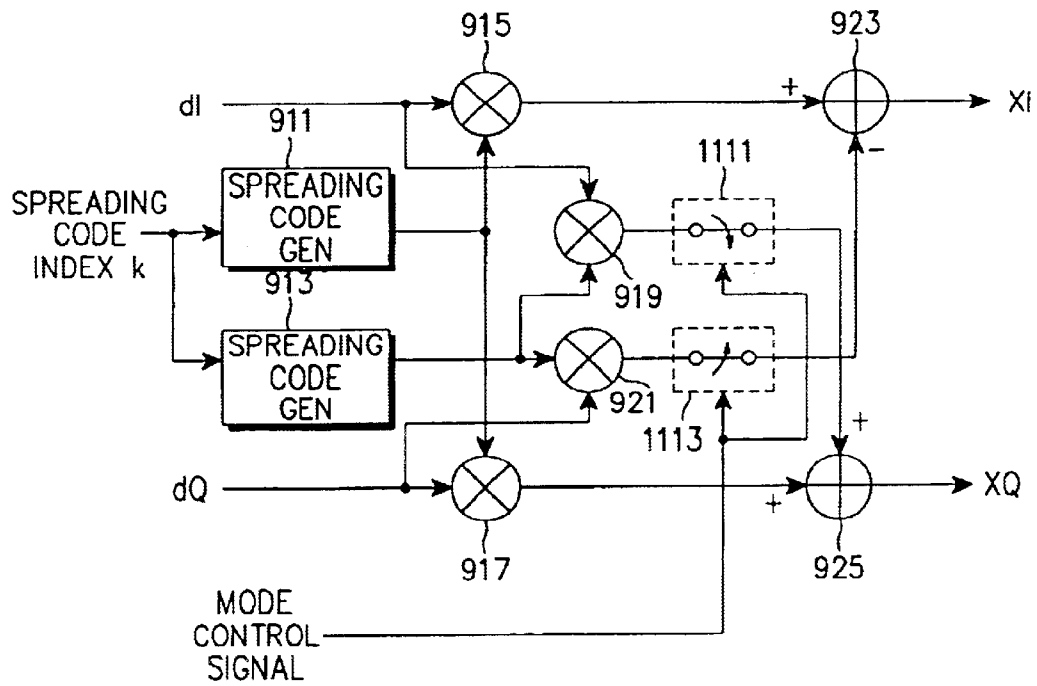 915
923
dI
+
XI
911
-
1111
SPREADING
CODE
GEN
SPREADING
CODE
INDEX k
919
913
SPREADING
CODE
GEN
921
1113
+
dQ
+
XQ
917
925
MODE
CONTROL
SIGNAL